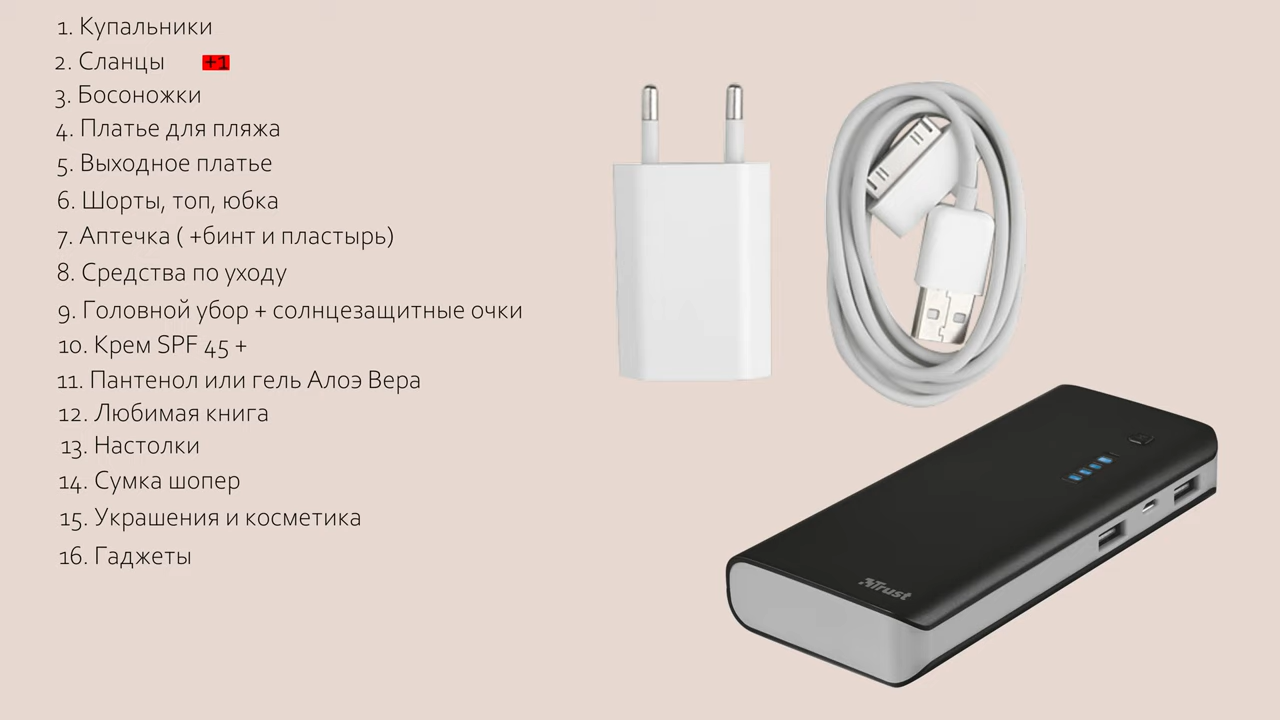 1. Купальники
2. Сланцы +1
3. Босоножки
4. Платье для пляжа
5. Выходное платье
6. Шорты, топ, юбка
7. Аптечка ( +бинт и пластырь)
8. Средства по уходу
9. Головной убор + солнцезащитные очки
10. Крем SPF 45 +
11. Пантенол или гель Алоэ Вера
12. Любимая книга
13. Настолки
14. Сумка шопер
15. Украшения и косметика
16. Гаджеты
Trust